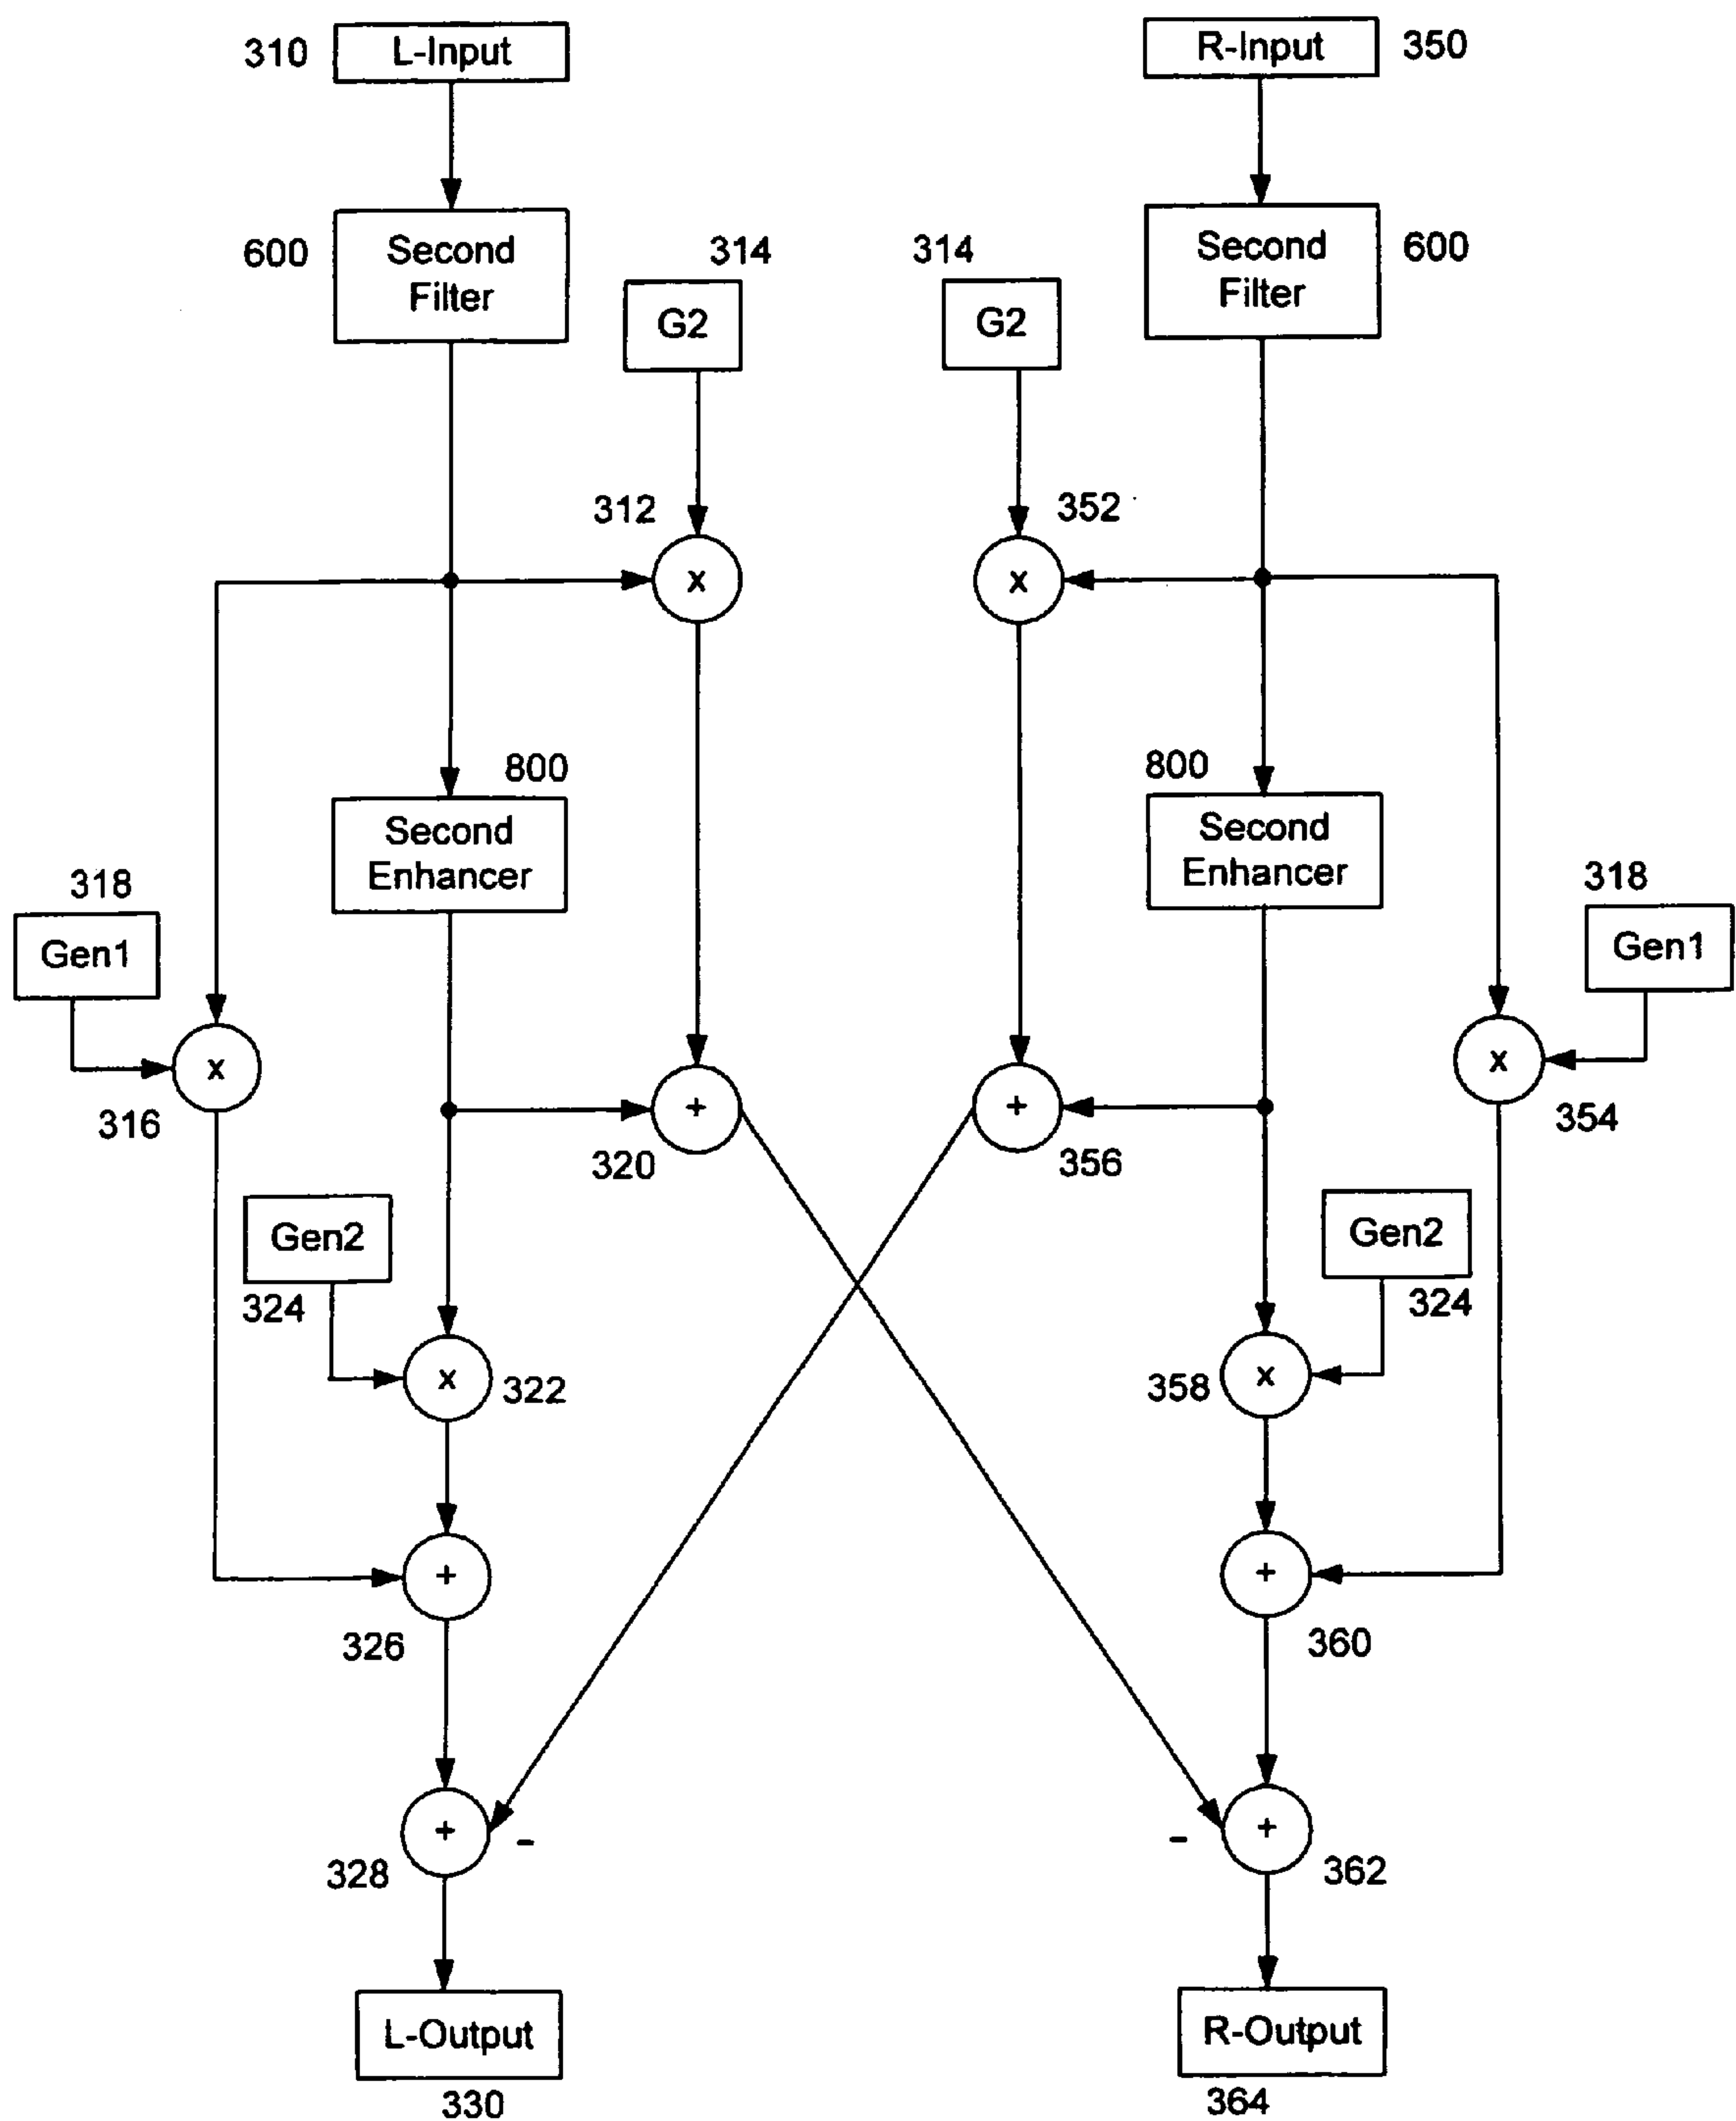 310
L-Input
R-Input
350
600
Second
Filter
314
G2
314
G2
Second
Filter
600
312
x
352
x
800
Second
Enhancer
800
Second
Enhancer
318
Gen1
x
316
318
Gen1
x
354
+
320
+
356
Gen2
324
x
322
Gen2
324
x
358
+
326
+
360
+
-
328
-
+
362
L-Output
330
R-Output
364